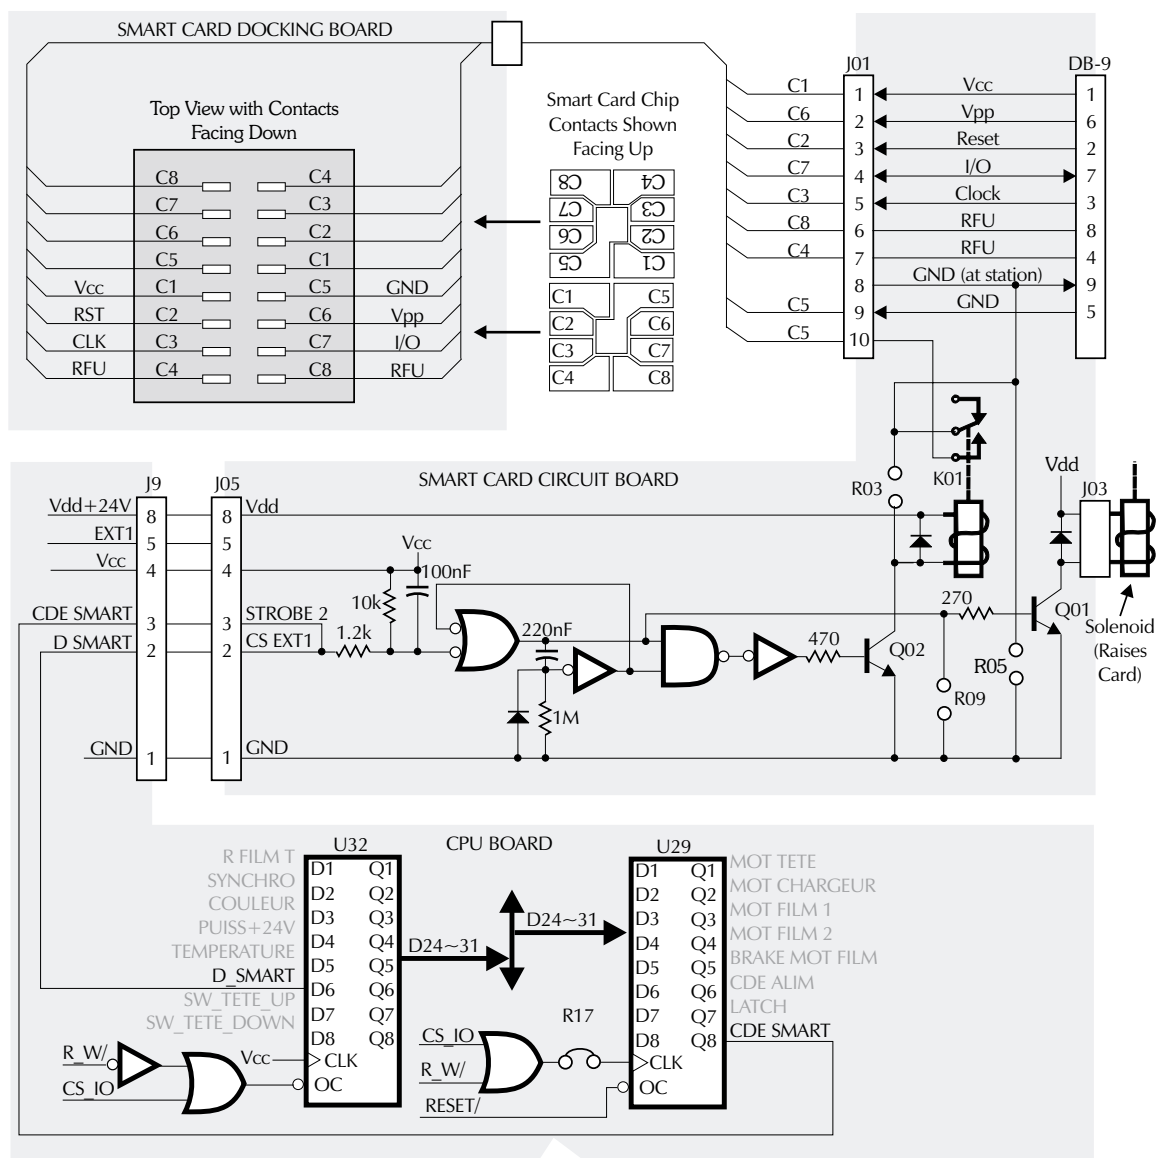 SMART CARD DOCKING BOARD
Top View with Contacts
Facing Down
C8 C4
C7 C3
C6 C2
C5 C1
Vcc C1 C5 GND
RST C2 C6 Vpp
CLK C3 C7 I/O
RFU C4 C8 RFU
Smart Card Chip
Contacts Shown
Facing Up
C8 C4
C7 C3
C6 C2
C5 C1
C1 C5
C2 C6
C3 C7
C4 C8
J01 DB-9
C1 1 Vcc 1
C6 2 Vpp 6
C2 3 Reset 2
C7 4 I/O 7
C3 5 Clock 3
C8 6 RFU 8
C4 7 RFU 4
8 GND (at station) 9
C5 9 GND 5
C5 10
SMART CARD CIRCUIT BOARD
J9 J05
Vdd+24V 8 8 Vdd
EXT1 5 5
Vcc 4 4
CDE SMART 3 3 STROBE 2
D SMART 2 2 CS EXT1
GND 1 1 GND
Vcc
100nF
10k
1.2k
220nF
1M
470
Q02
R03
K01
270
R09
R05
Q01
Vdd
J03
Solenoid
(Raises
Card)
CPU BOARD
U32
R FILM T D1 Q1
SYNCHRO D2 Q2
COULEUR D3 Q3
PUISS+24V D4 Q4
TEMPERATURE D5 Q5
D_SMART D6 Q6
SW_TETE_UP D7 Q7
SW_TETE_DOWN D8 Q8
Vcc CLK
OC
R_W/
CS_IO
D24~31
D24~31
U29
D1 Q1 MOT TETE
D2 Q2 MOT CHARGEUR
D3 Q3 MOT FILM 1
D4 Q4 MOT FILM 2
D5 Q5 BRAKE MOT FILM
D6 Q6 CDE ALIM
D7 Q7 LATCH
D8 Q8 CDE SMART
CLK
OC
R17
CS_IO
R_W/
RESET/